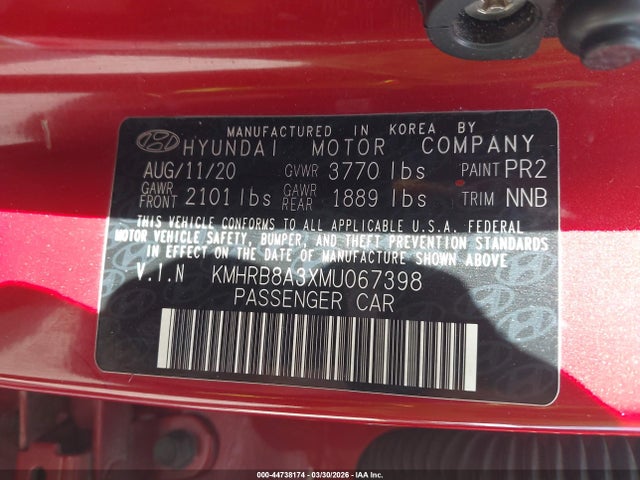 MANUFACTURED IN KOREA BY
HYUNDAI MOTOR COMPANY
AUG/11/20 GVWR 3770 lbs PAINT PR2
GAWR FRONT 2101 lbs GAWR REAR 1889 lbs TRIM NNB
THIS VEHICLE CONFORMS TO ALL APPLICABLE U.S.A. FEDERAL
MOTOR VEHICLE SAFETY, BUMPER, AND THEFT PREVENTION STANDARDS
IN EFFECT ON THE DATE OF MANUFACTURE SHOWN ABOVE.
V.I.N KMHRB8A3XMU067398
PASSENGER CAR
000-44738174 | 03/30/2026 - IAA Inc.